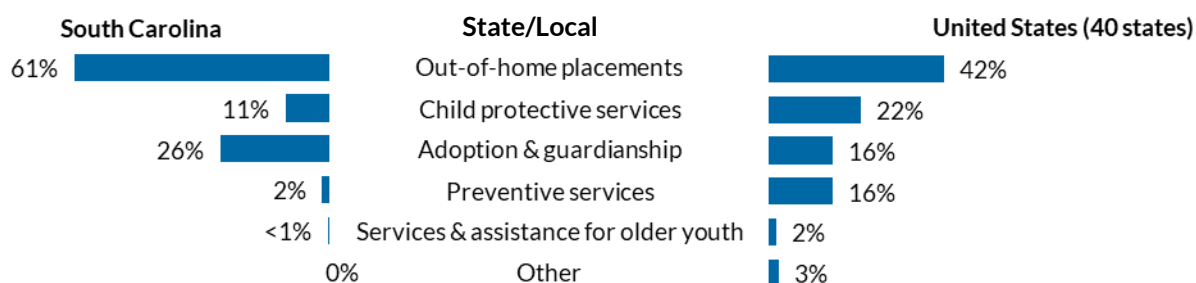 South Carolina State/Local United States (40 states)
61% Out-of-home placements 42%
11% Child protective services 22%
26% Adoption & guardianship 16%
2% Preventive services 16%
<1% Services & assistance for older youth 2%
0% Other 3%